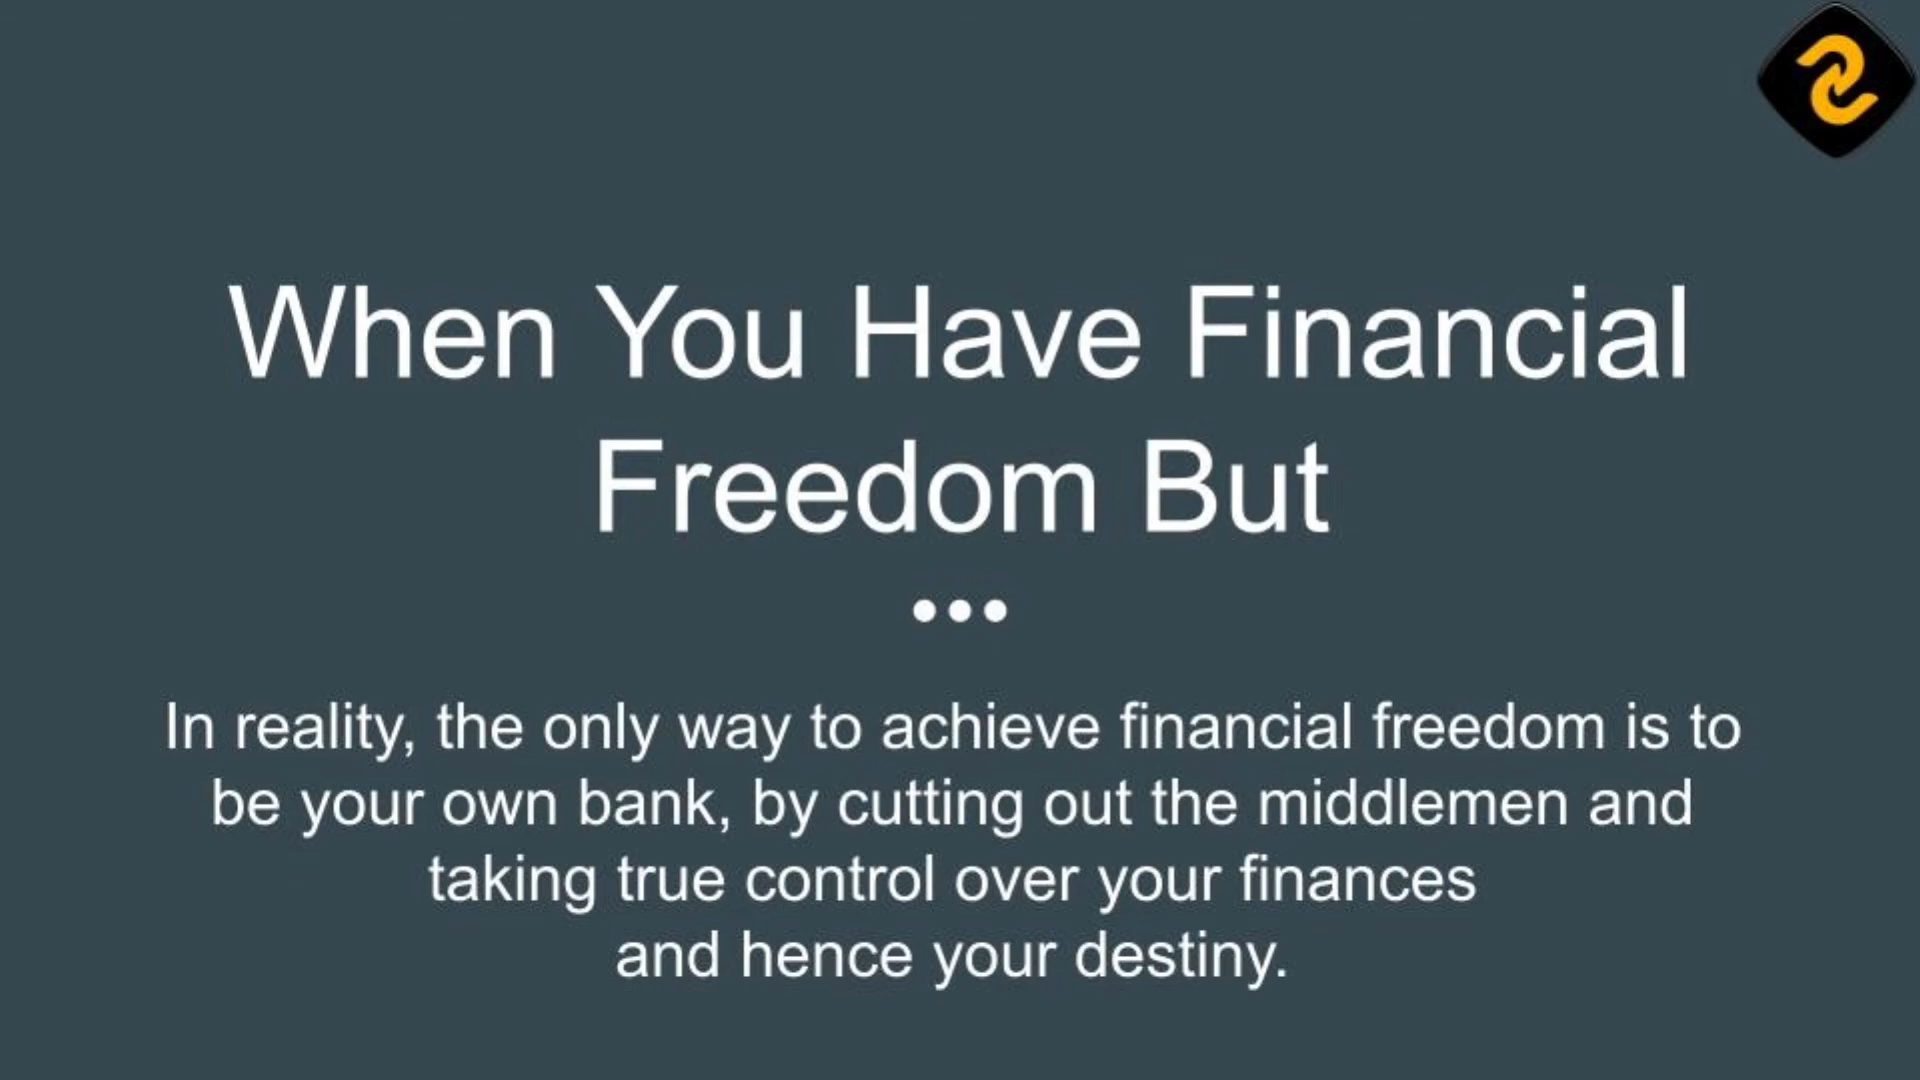 When You Have Financial
Freedom But
•••
In reality, the only way to achieve financial freedom is to
be your own bank, by cutting out the middlemen and
taking true control over your finances
and hence your destiny.